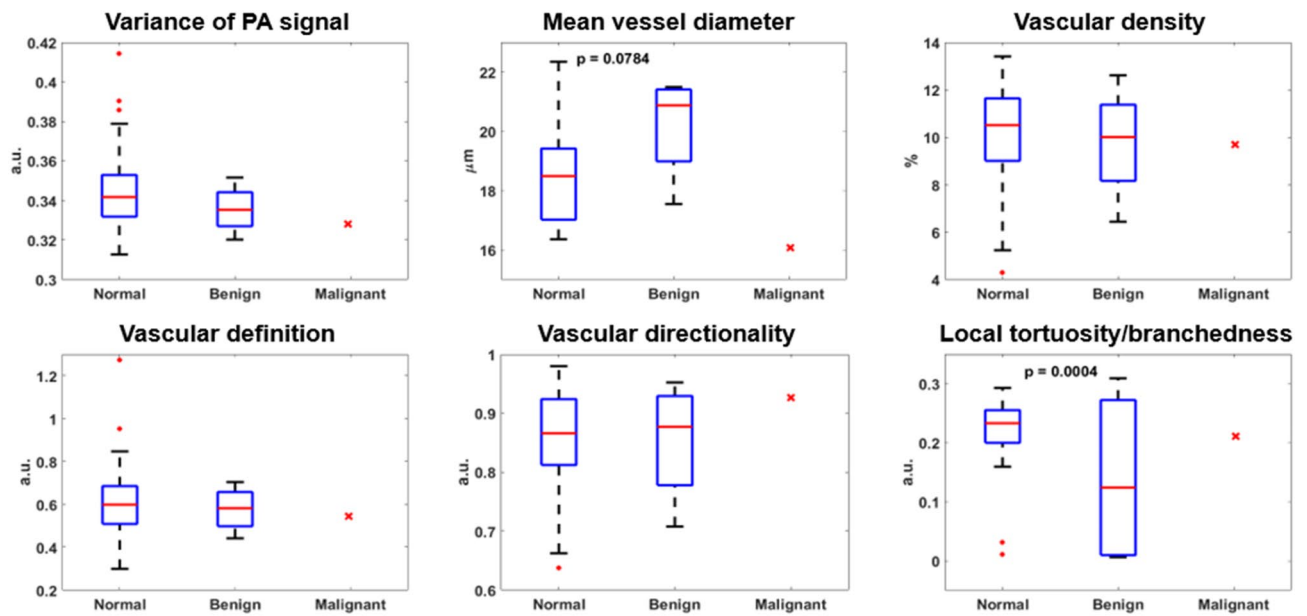 Variance of PA signal
0.42
0.4
0.38
0.36
0.34
0.32
0.3
a.u.
Normal Benign Malignant
Mean vessel diameter
p = 0.0784
22
20
18
16
μm
Normal Benign Malignant
Vascular density
14
12
10
8
6
4
%
Normal Benign Malignant
Vascular definition
1.2
1
0.8
0.6
0.4
0.2
a.u.
Normal Benign Malignant
Vascular directionality
1
0.9
0.8
0.7
0.6
a.u.
Normal Benign Malignant
Local tortuosity/branchedness
p = 0.0004
0.3
0.2
0.1
0
a.u.
Normal Benign Malignant